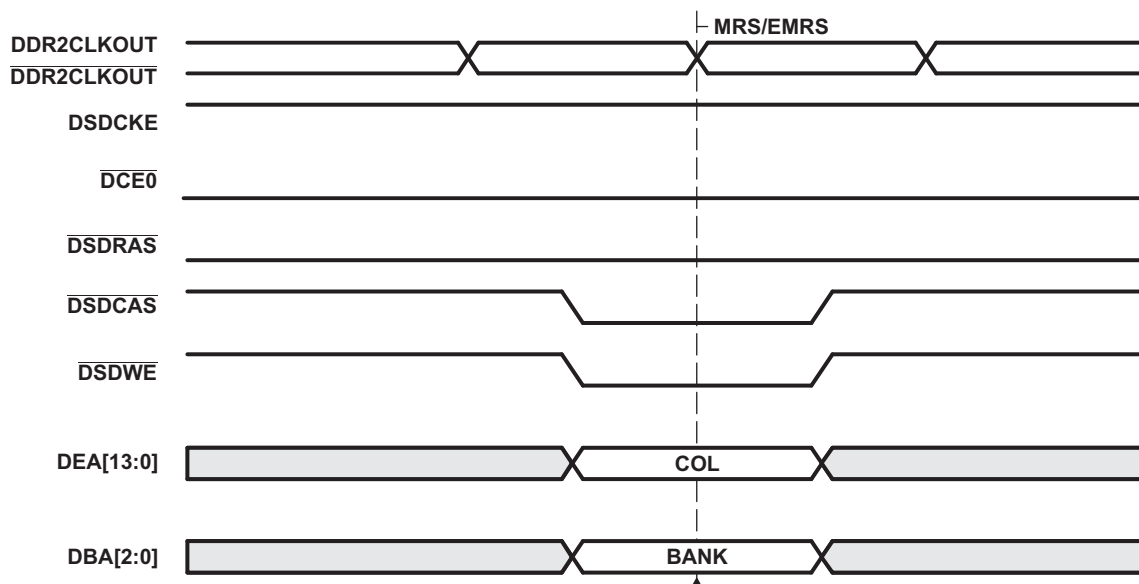 MRS/EMRS
DDR2CLKOUT
DDR2CLKOUT
DSDCKE
DCE0
DSDRAS
DSDCAS
DSDWE
DEA[13:0]
COL
DBA[2:0]
BANK